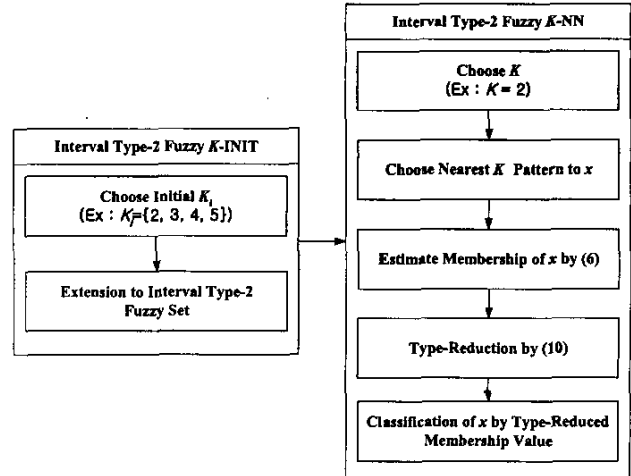 Interval Type-2 Fuzzy K-INIT
Choose Initial Ki
(Ex : Ki={2, 3, 4, 5})
Extension to Interval Type-2
Fuzzy Set
Interval Type-2 Fuzzy K-NN
Choose K
(Ex : K = 2)
Choose Nearest K Pattern to x
Estimate Membership of x by (6)
Type-Reduction by (10)
Classification of x by Type-Reduced
Membership Value